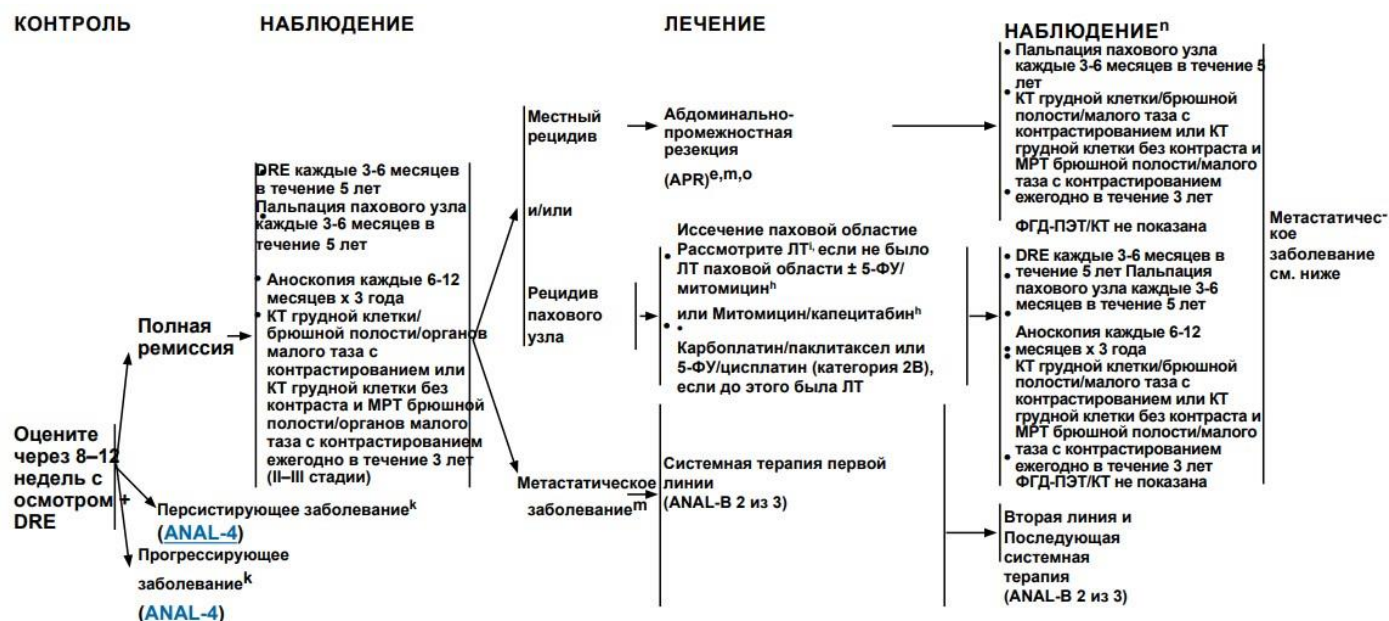 КОНТРОЛЬ
НАБЛЮДЕНИЕ
ЛЕЧЕНИЕ
НАБЛЮДЕНИЕⁿ
Оцените
через 8–12
недель с
осмотром +
DRE
Полная
ремиссия
Персистирующее заболеваниеᵏ
(ANAL-4)
Прогрессирующее
заболеваниеᵏ
(ANAL-4)
• DRE каждые 3-6 месяцев
в течение 5 лет
• Пальпация пахового узла
каждые 3-6 месяцев в
течение 5 лет
• Аноскопия каждые 6-12
месяцев x 3 года
• КТ грудной клетки/
брюшной полости/органов
малого таза с
контрастированием или
КТ грудной клетки без
контраста и МРТ брюшной
полости/органов малого
таза с контрастированием
ежегодно в течение 3 лет
(II–III стадии)
Местный
рецидив
и/или
Рецидив
пахового
узла
Метастатическое
заболеваниеᵐ
Абдоминально-
промежностная
резекция
(APR)ᵉ,ᵐ,ᵒ
Иссечение паховой областие
• Рассмотрите ЛТⁱ, если не было
ЛТ паховой области ± 5-ФУ/
митомицинʰ
или Митомицин/капецитабинʰ
• •
Карбоплатин/паклитаксел или
5-ФУ/цисплатин (категория 2B),
если до этого была ЛТ
Системная терапия первой
линии
(ANAL-B 2 из 3)
• Пальпация пахового узла
каждые 3-6 месяцев в течение 5
лет
• КТ грудной клетки/брюшной
полости/малого таза с
контрастированием или КТ
грудной клетки без контраста и
МРТ брюшной полости/малого
таза с контрастированием
• ежегодно в течение 3 лет
ФГД-ПЭТ/КТ не показана
• DRE каждые 3-6 месяцев в
• течение 5 лет Пальпация
пахового узла каждые 3-6
месяцев в течение 5 лет
•
Аноскопия каждые 6-12
• месяцев x 3 года
• КТ грудной клетки/брюшной
полости/малого таза с
контрастированием или КТ
грудной клетки без контраста и
МРТ брюшной полости/малого
таза с контрастированием
• ежегодно в течение 3 лет
ФГД-ПЭТ/КТ не показана
Вторая линия и
Последующая
системная
терапия
(ANAL-B 2 из 3)
Метастатичес-
кое
заболевание
см. ниже